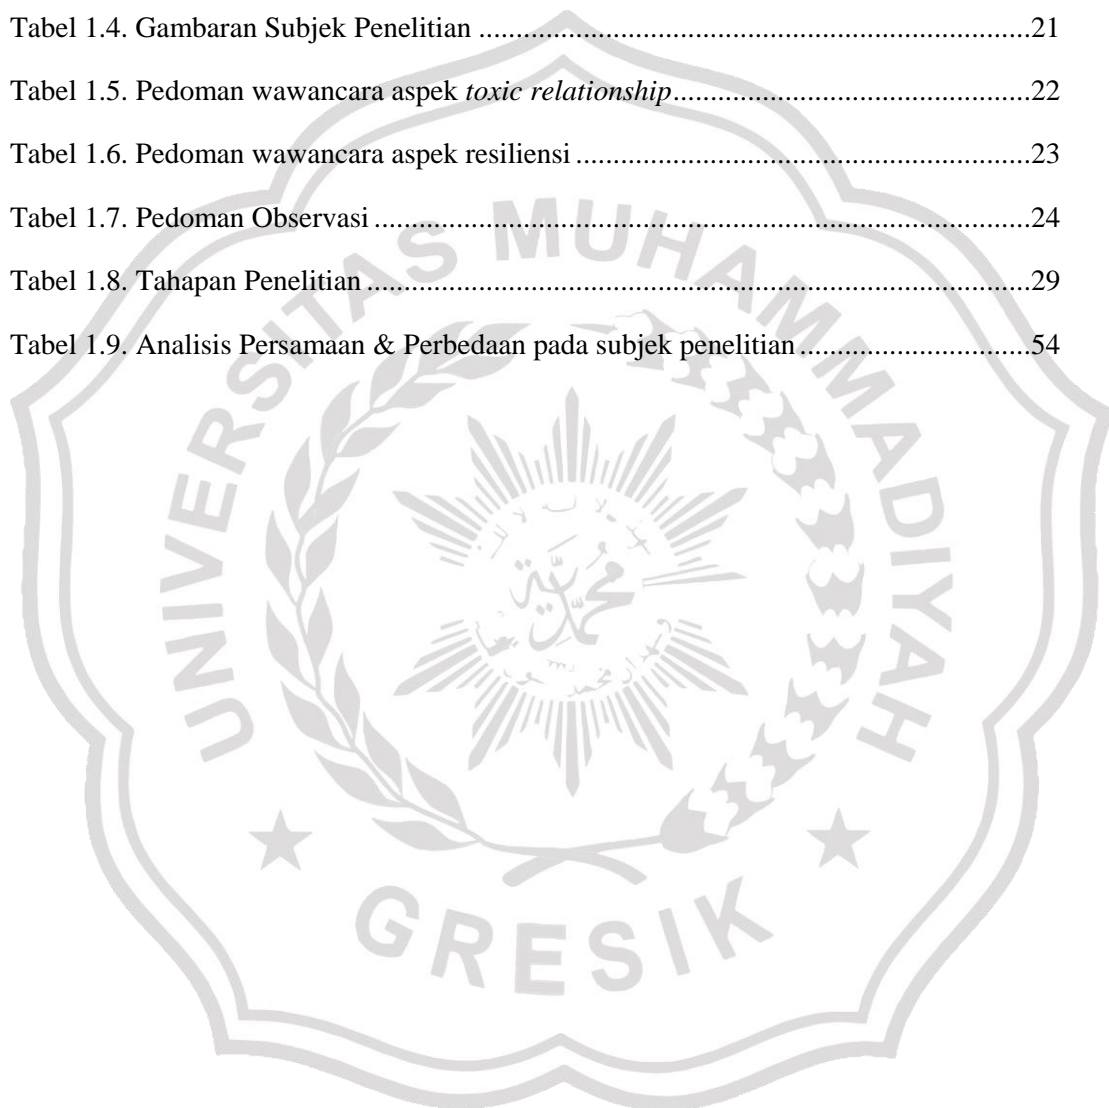 Tabel 1.4. Gambaran Subjek Penelitian ...........................................................................21
Tabel 1.5. Pedoman wawancara aspek toxic relationship.................................................22
Tabel 1.6. Pedoman wawancara aspek resiliensi ..............................................................23
Tabel 1.7. Pedoman Observasi .........................................................................................24
Tabel 1.8. Tahapan Penelitian ..........................................................................................29
Tabel 1.9. Analisis Persamaan & Perbedaan pada subjek penelitian ...............................54
UNIVERSITAS MUHAMMADIYAH
GRESIK